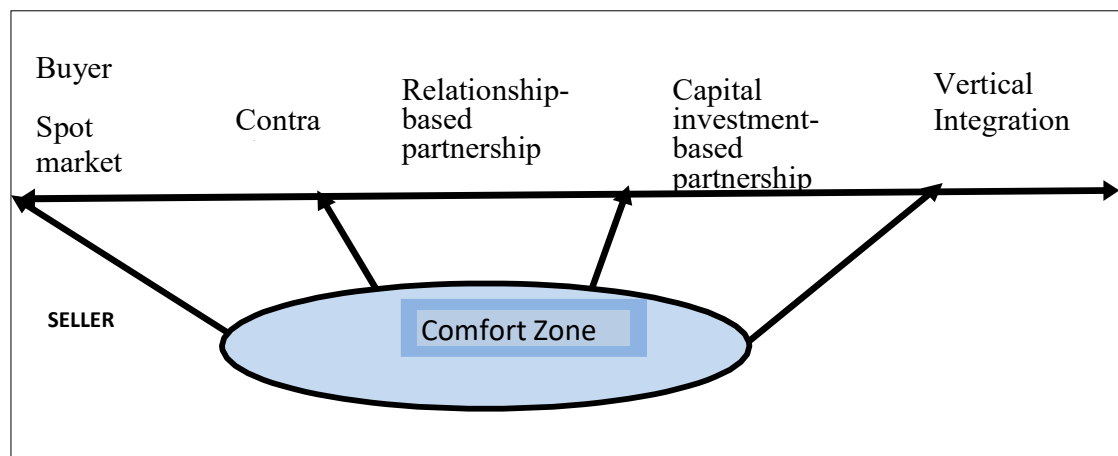 Buyer
Spot
market
Contra
Relationship-
based
partnership
Capital
investment-
based
partnership
Vertical
Integration
SELLER
Comfort Zone